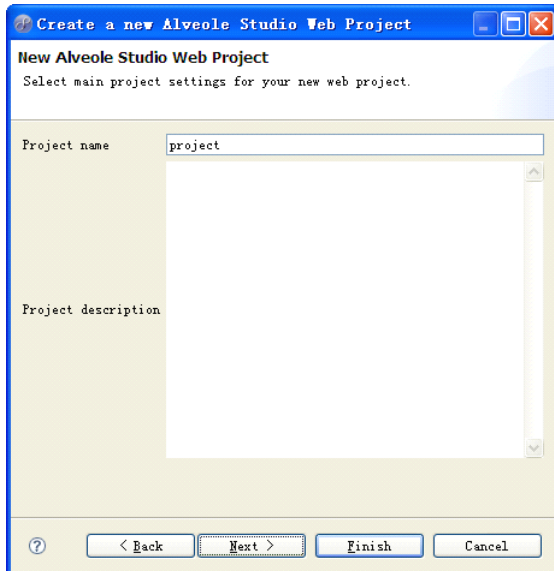 Create a new Alveole Studio Web Project
New Alveole Studio Web Project
Select main project settings for your new web project.
Project name
project
Project description
?
< Back
Next >
Finish
Cancel